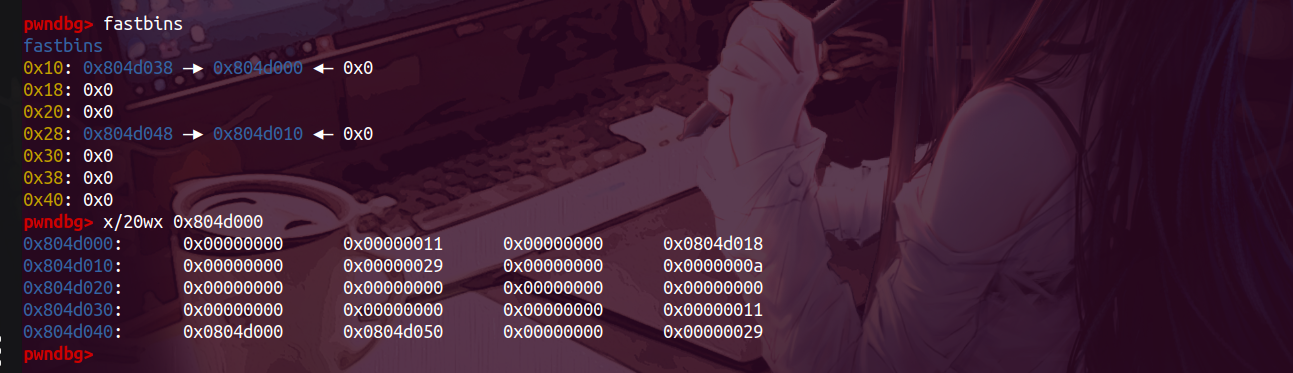 pwndbg> fastbins
fastbins
0x10: 0x804d038 —▸ 0x804d000 ◂— 0x0
0x18: 0x0
0x20: 0x0
0x28: 0x804d048 —▸ 0x804d010 ◂— 0x0
0x30: 0x0
0x38: 0x0
0x40: 0x0
pwndbg> x/20wx 0x804d000
0x804d000: 0x00000000 0x00000011 0x00000000 0x0804d018
0x804d010: 0x00000000 0x00000029 0x00000000 0x0000000a
0x804d020: 0x00000000 0x00000000 0x00000000 0x00000000
0x804d030: 0x00000000 0x00000000 0x00000000 0x00000011
0x804d040: 0x0804d000 0x0804d050 0x00000000 0x00000029
pwndbg>